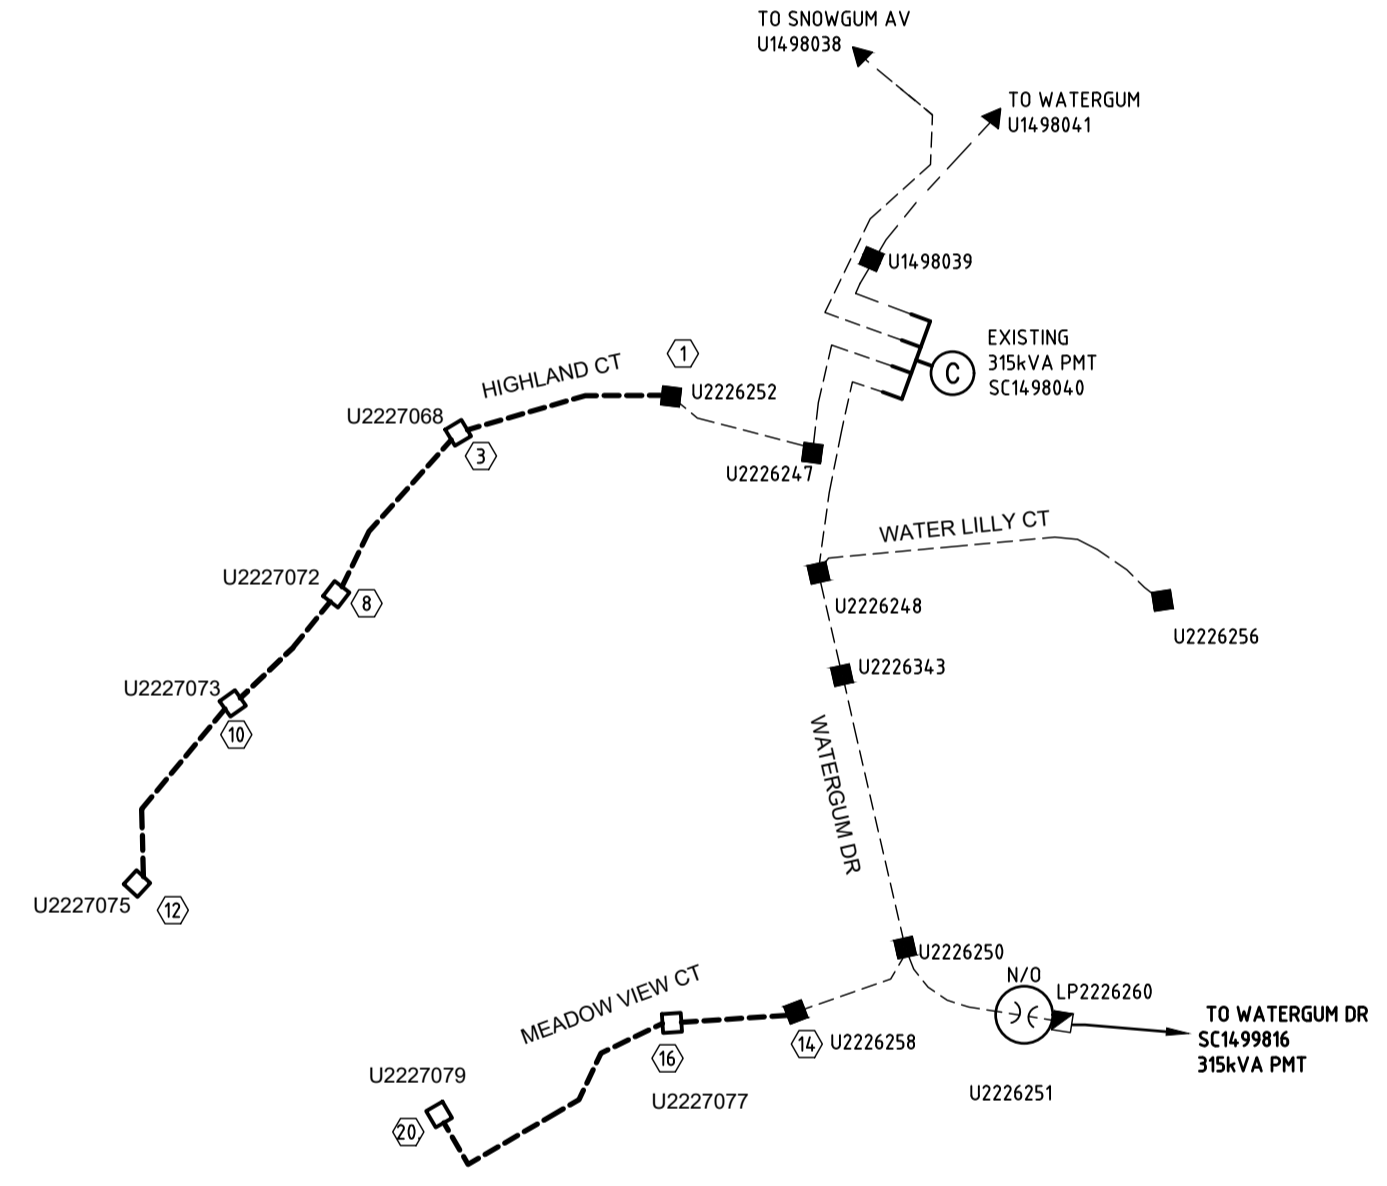 TO SNOWGUM AV
U1498038
TO WATERGUM
U1498041
U1498039
EXISTING
315kVA PMT
SC1498040
C
HIGHLAND CT
1
U2226252
U2227068
3
U2226247
WATER LILLY CT
U2227072
8
U2226248
U2226256
U2226343
U2227073
10
WATERGUM DR
U2227075
12
U2226250
MEADOW VIEW CT
N/O
LP2226260
TO WATERGUM DR
SC1499816
315kVA PMT
14
U2226258
16
U2227079
U2227077
U2226251
20